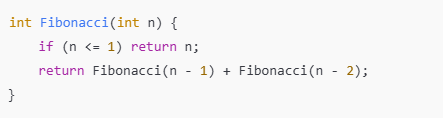 int Fibonacci(int n) {
    if (n <= 1) return n;
    return Fibonacci(n - 1) + Fibonacci(n - 2);
}